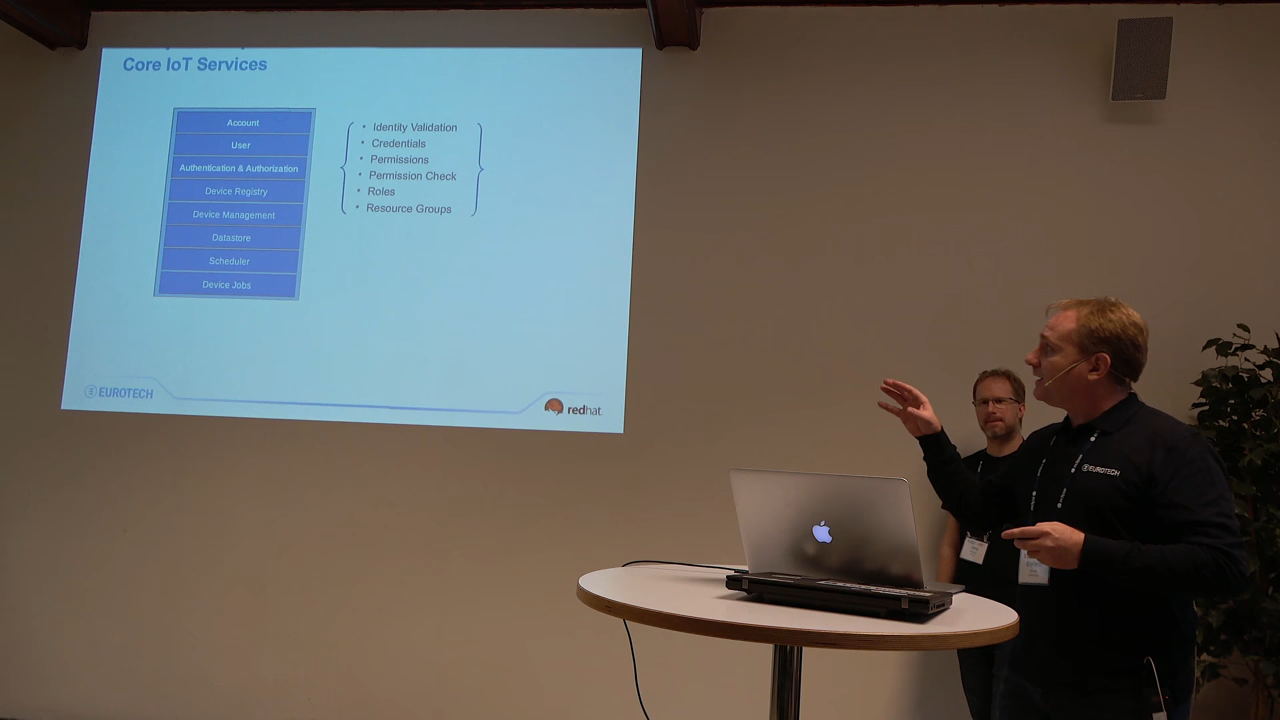 Core IoT Services
Account
User
Authentication & Authorization
Device Registry
Device Management
Datastore
Scheduler
Device Jobs
• Identity Validation
• Credentials
• Permissions
• Permission Check
• Roles
• Resource Groups
EUROTECH
redhat.
EUROTECH